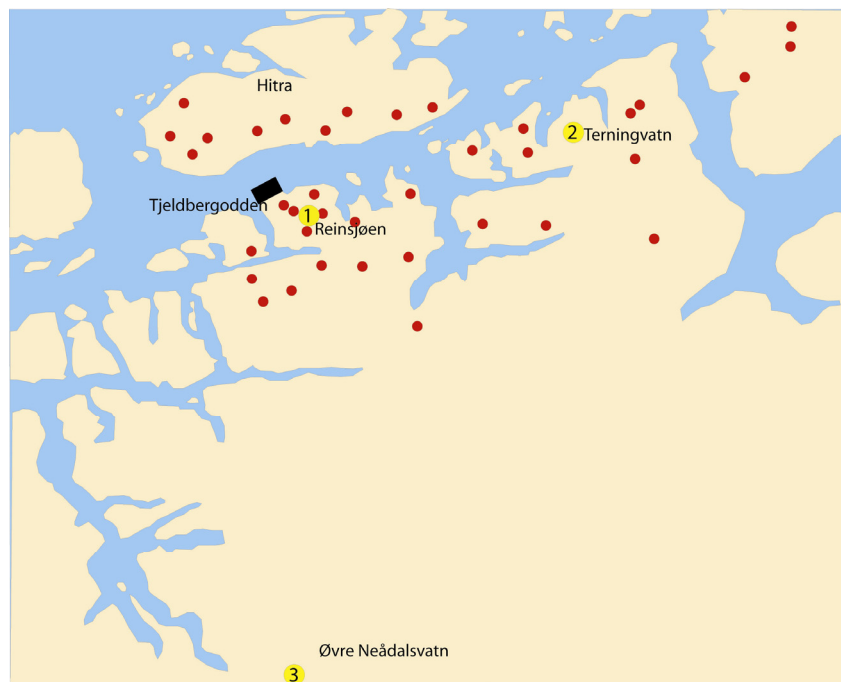 Hitra
2
Terningvatn
Tjeldbergodden
1
Reinsjøen
Øvre Neådalsvatn
3